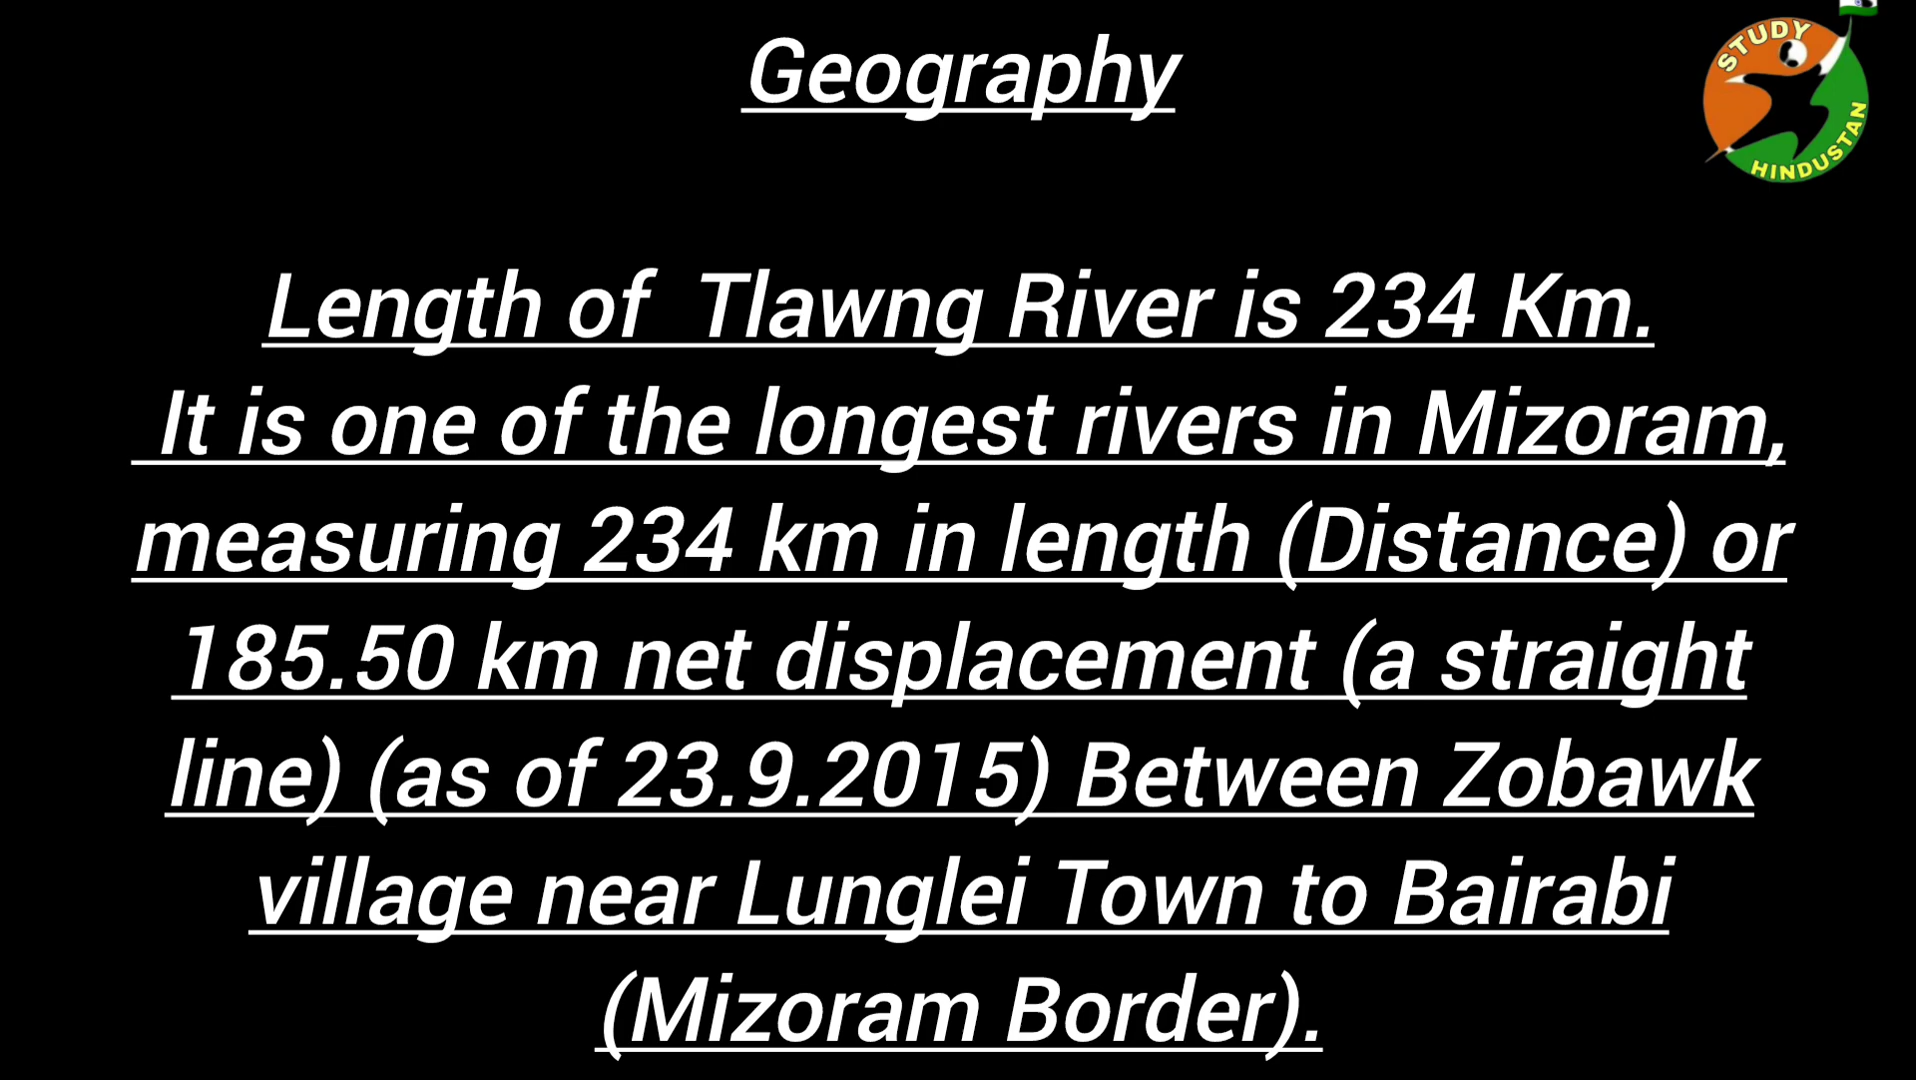 Geography
STUDY
HINDUSTAN
Length of  Tlawng River is 234 Km.
It is one of the longest rivers in Mizoram,
measuring 234 km in length (Distance) or
185.50 km net displacement (a straight
line) (as of 23.9.2015) Between Zobawk
village near Lunglei Town to Bairabi
(Mizoram Border).